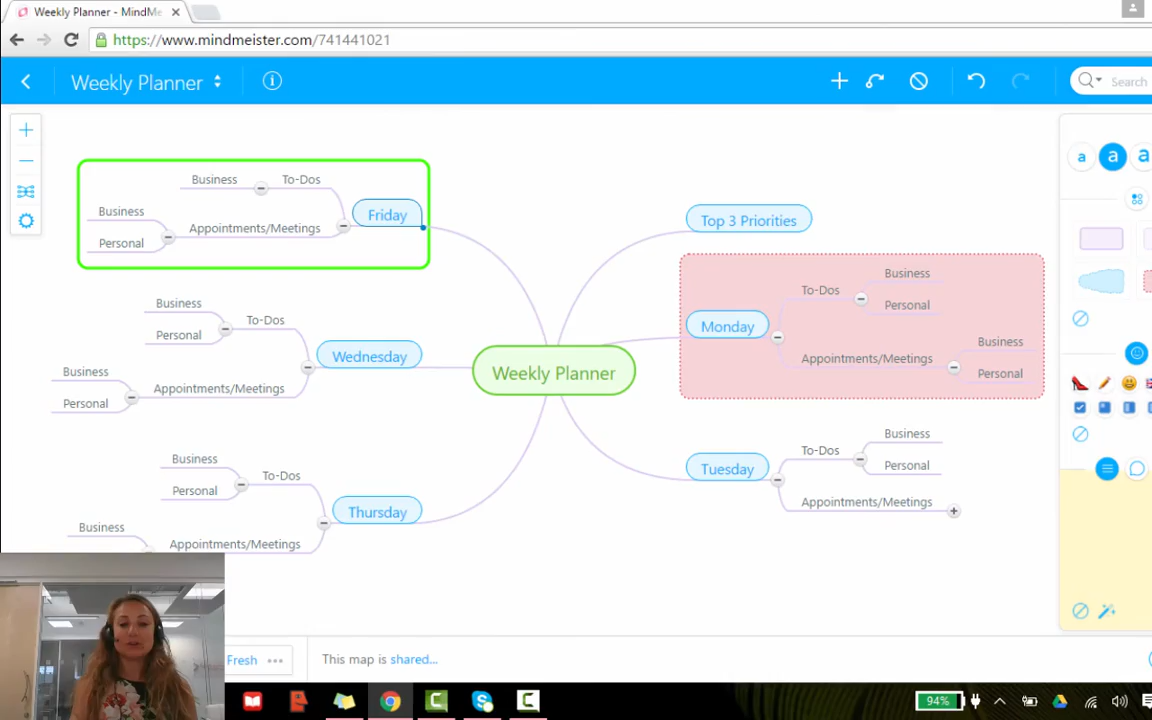 Weekly Planner - MindMe
https://www.mindmeister.com/741441021
Weekly Planner
Search
Business
To-Dos
Business
Appointments/Meetings
Personal
Friday
Business
To-Dos
Personal
Wednesday
Business
Appointments/Meetings
Personal
Business
To-Dos
Personal
Thursday
Business
Appointments/Meetings
Weekly Planner
Top 3 Priorities
Monday
To-Dos
Business
Personal
Appointments/Meetings
Business
Personal
Tuesday
To-Dos
Business
Personal
Appointments/Meetings
a
a
a
Fresh
This map is shared...
94%